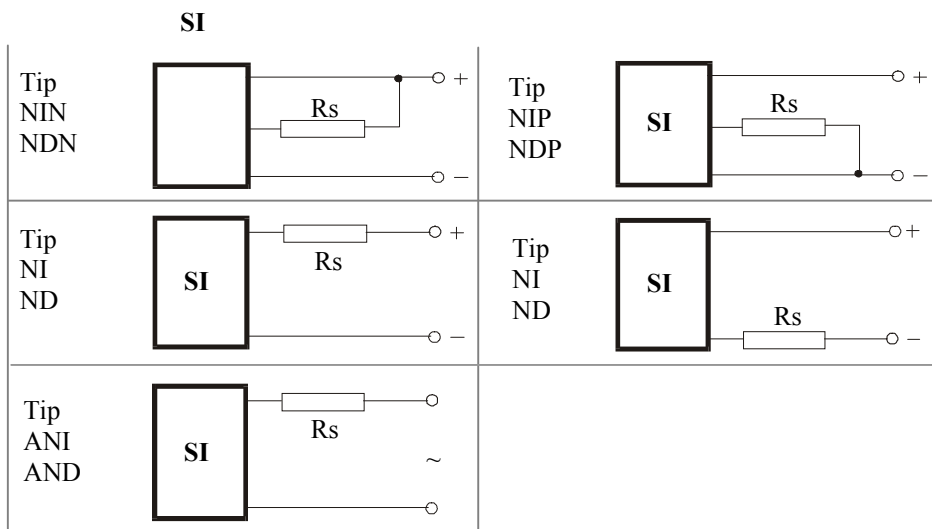 SI
Tip
NIN
NDN
Rs
+
−
Tip
NIP
NDP
SI
Rs
+
−
Tip
NI
ND
SI
Rs
+
−
Tip
NI
ND
SI
Rs
+
−
Tip
ANI
AND
SI
Rs
~